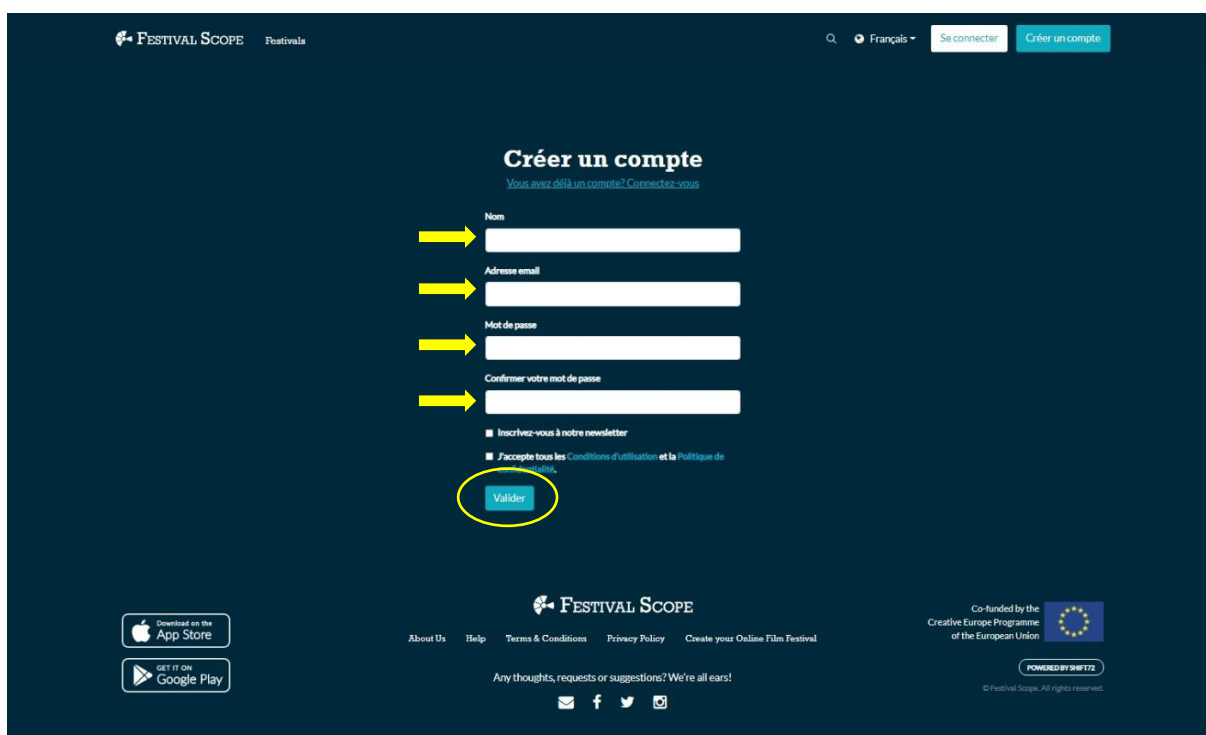 FESTIVAL SCOPE Festivals Français Se connecter Créer un compte
Créer un compte
Vous avez déjà un compte? Connectez-vous
Nom
Adresse email
Mot de passe
Confirmer votre mot de passe
Inscrivez-vous à notre newsletter
J'accepte tous les Conditions d'utilisation et la Politique de
confidentialité.
Valider
FESTIVAL SCOPE
About Us Help Terms & Conditions Privacy Policy Create your Online Film Festival
Any thoughts, requests or suggestions? We're all ears!
Download on the
App Store
GET IT ON
Google Play
Co-funded by the
Creative Europe Programme
of the European Union
POWERED BY SHIFT72
© Festival Scope. All rights reserved.